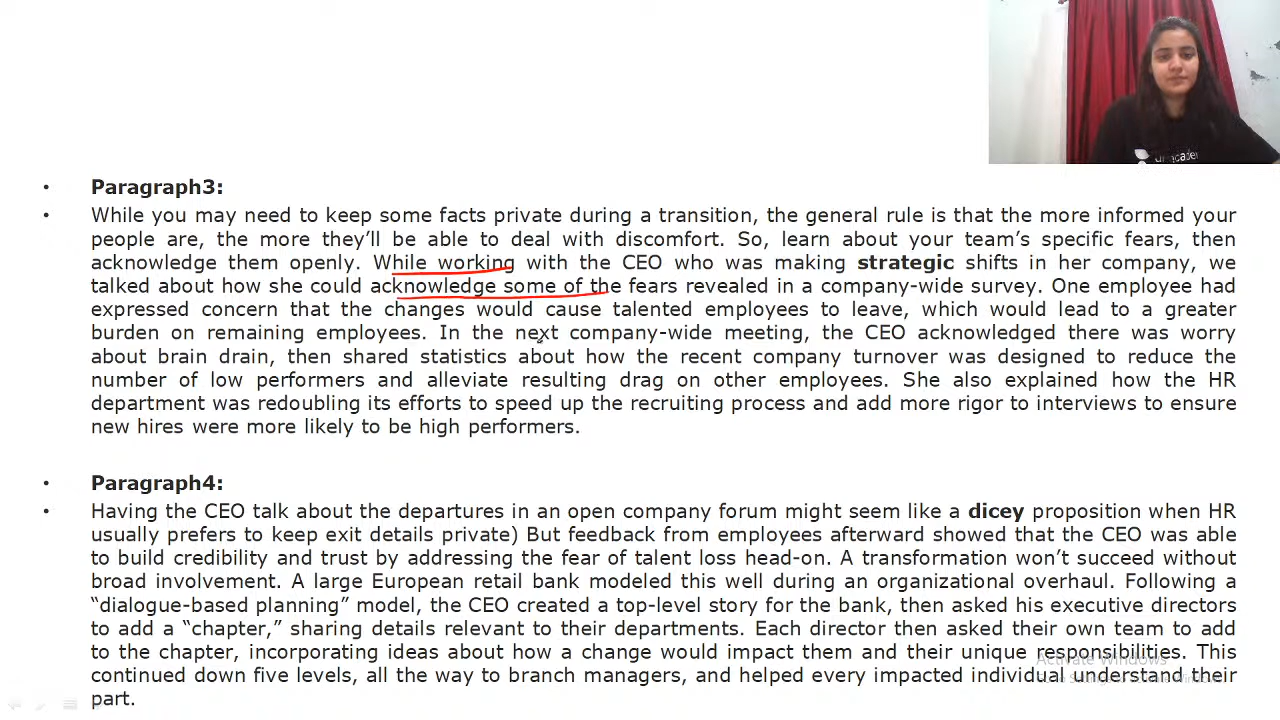 Paragraph3:
While you may need to keep some facts private during a transition, the general rule is that the more informed your
people are, the more they'll be able to deal with discomfort. So, learn about your team's specific fears, then
acknowledge them openly. While working with the CEO who was making strategic shifts in her company, we
talked about how she could acknowledge some of the fears revealed in a company-wide survey. One employee had
expressed concern that the changes would cause talented employees to leave, which would lead to a greater
burden on remaining employees. In the next company-wide meeting, the CEO acknowledged there was worry
about brain drain, then shared statistics about how the recent company turnover was designed to reduce the
number of low performers and alleviate resulting drag on other employees. She also explained how the HR
department was redoubling its efforts to speed up the recruiting process and add more rigor to interviews to ensure
new hires were more likely to be high performers.
Paragraph4:
Having the CEO talk about the departures in an open company forum might seem like a dicey proposition when HR
usually prefers to keep exit details private) But feedback from employees afterward showed that the CEO was able
to build credibility and trust by addressing the fear of talent loss head-on. A transformation won't succeed without
broad involvement. A large European retail bank modeled this well during an organizational overhaul. Following a
"dialogue-based planning" model, the CEO created a top-level story for the bank, then asked his executive directors
to add a "chapter," sharing details relevant to their departments. Each director then asked their own team to add
to the chapter, incorporating ideas about how a change would impact them and their unique responsibilities. This
continued down five levels, all the way to branch managers, and helped every impacted individual understand their
part.
Activate Windows